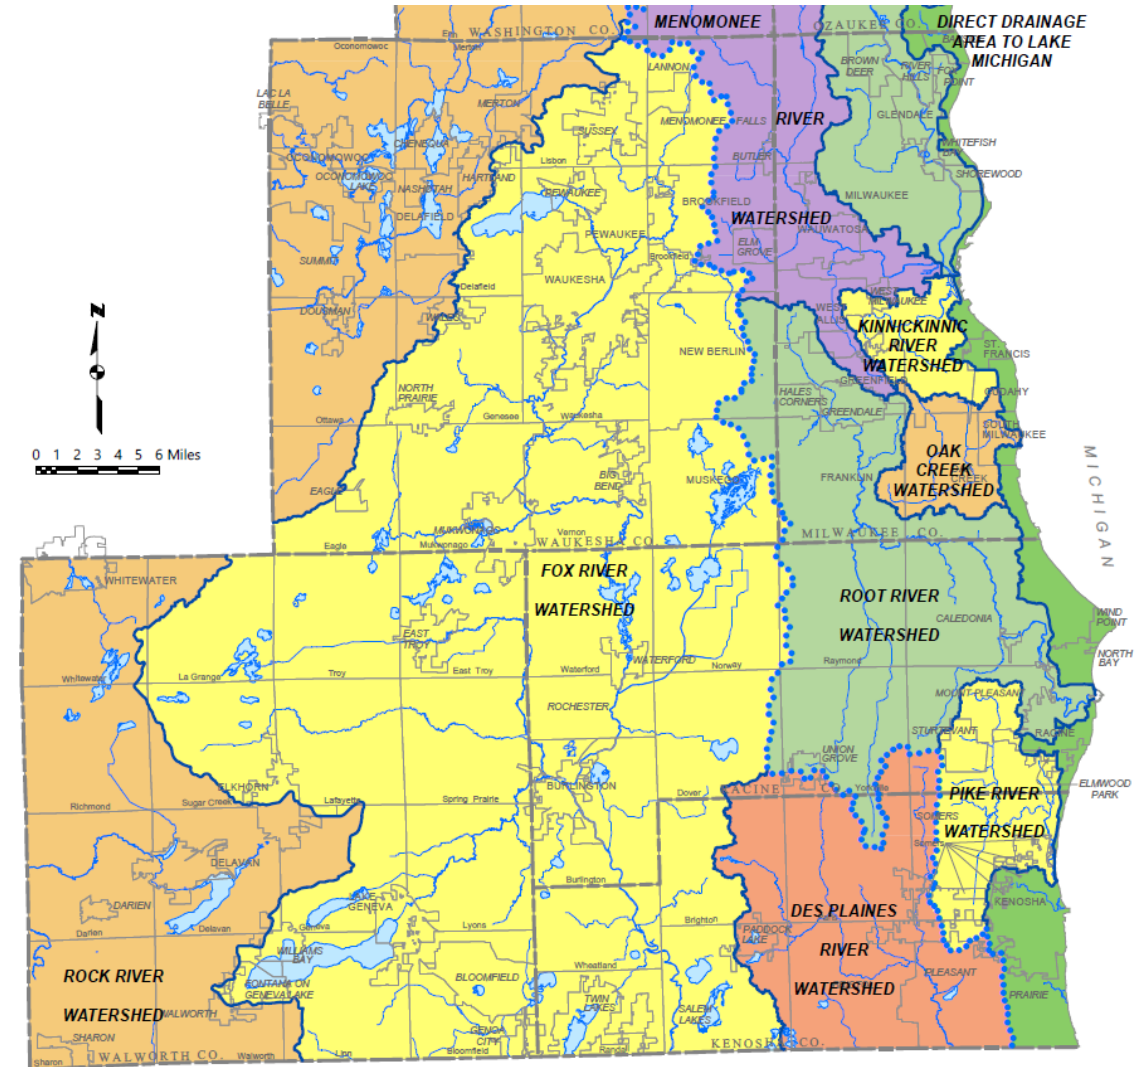 MENOMONEE
DIRECT DRAINAGE
AREA TO LAKE
MICHIGAN
WASHINGTON CO.
OZAUKEE CO.
Erin
Merton
Oconomowoc
LANNON
BROWN
DEER
RIVER
HILLS
FOX
POINT
LAC LA
BELLE
MERTON
SUSSEX
MENOMONEE
FALLS
RIVER
GLENDALE
WHITEFISH
BAY
CHENEQUA
OCONOMOWOC
OCONOMOWOC
LAKE
NASHOTAH
HARTLAND
Lisbon
BUTLER
SHOREWOOD
PEWAUKEE
BROOKFIELD
MILWAUKEE
DELAFIELD
WATERSHED
WAUWATOSA
PEWAUKEE
ELM
GROVE
SUMMIT
Brookfield
WAUKESHA
Delafield
WEST
MILWAUKEE
DOUSMAN
WALES
WEST
ALLIS
KINNICKINNIC
RIVER
WATERSHED
NEW BERLIN
ST.
FRANCIS
GREENFIELD
NORTH
PRAIRIE
HALES
CORNERS
CUDAHY
GREENDALE
Ottawa
Genesee
Waukesha
SOUTH
MILWAUKEE
OAK
CREEK
WATERSHED
CREEK
BIG
BEND
MUSKEGO
FRANKLIN
EAGLE
MUKWONAGO
Vernon
MILWAUKEE CO.
Eagle
Mukwonago
WAUKESHA CO.
MICHIGAN
0 1 2 3 4 5 6 Miles
N
WHITEWATER
FOX RIVER
WATERSHED
ROOT RIVER
WATERSHED
CALEDONIA
WIND
POINT
EAST
TROY
NORTH
BAY
Whitewater
La Grange
Troy
East Troy
Waterford
WATERFORD
Norway
Raymond
MOUNT PLEASANT
ROCHESTER
STURTEVANT
RACINE
UNION
GROVE
ELKHORN
BURLINGTON
ELMWOOD
PARK
Richmond
Sugar Creek
Lafayette
Spring Prairie
Dover
RACINE CO.
Yorkville
PIKE RIVER
WATERSHED
SOMERS
Somers
DELAVAN
Burlington
LAKE
GENEVA
KENOSHA
DARIEN
DES PLAINES
RIVER
WATERSHED
Darien
Delavan
Geneva
Lyons
Brighton
PADDOCK
LAKE
WILLIAMS
BAY
ROCK RIVER
WATERSHED
FONTANA ON
GENEVA LAKE
BLOOMFIELD
Wheatland
PLEASANT
PRAIRIE
TWIN
LAKES
SALEM
LAKES
WALWORTH
SHARON
GENOA
CITY
Sharon
WALWORTH CO.
Walworth
Linn
Bloomfield
Randall
KENOSHA CO.